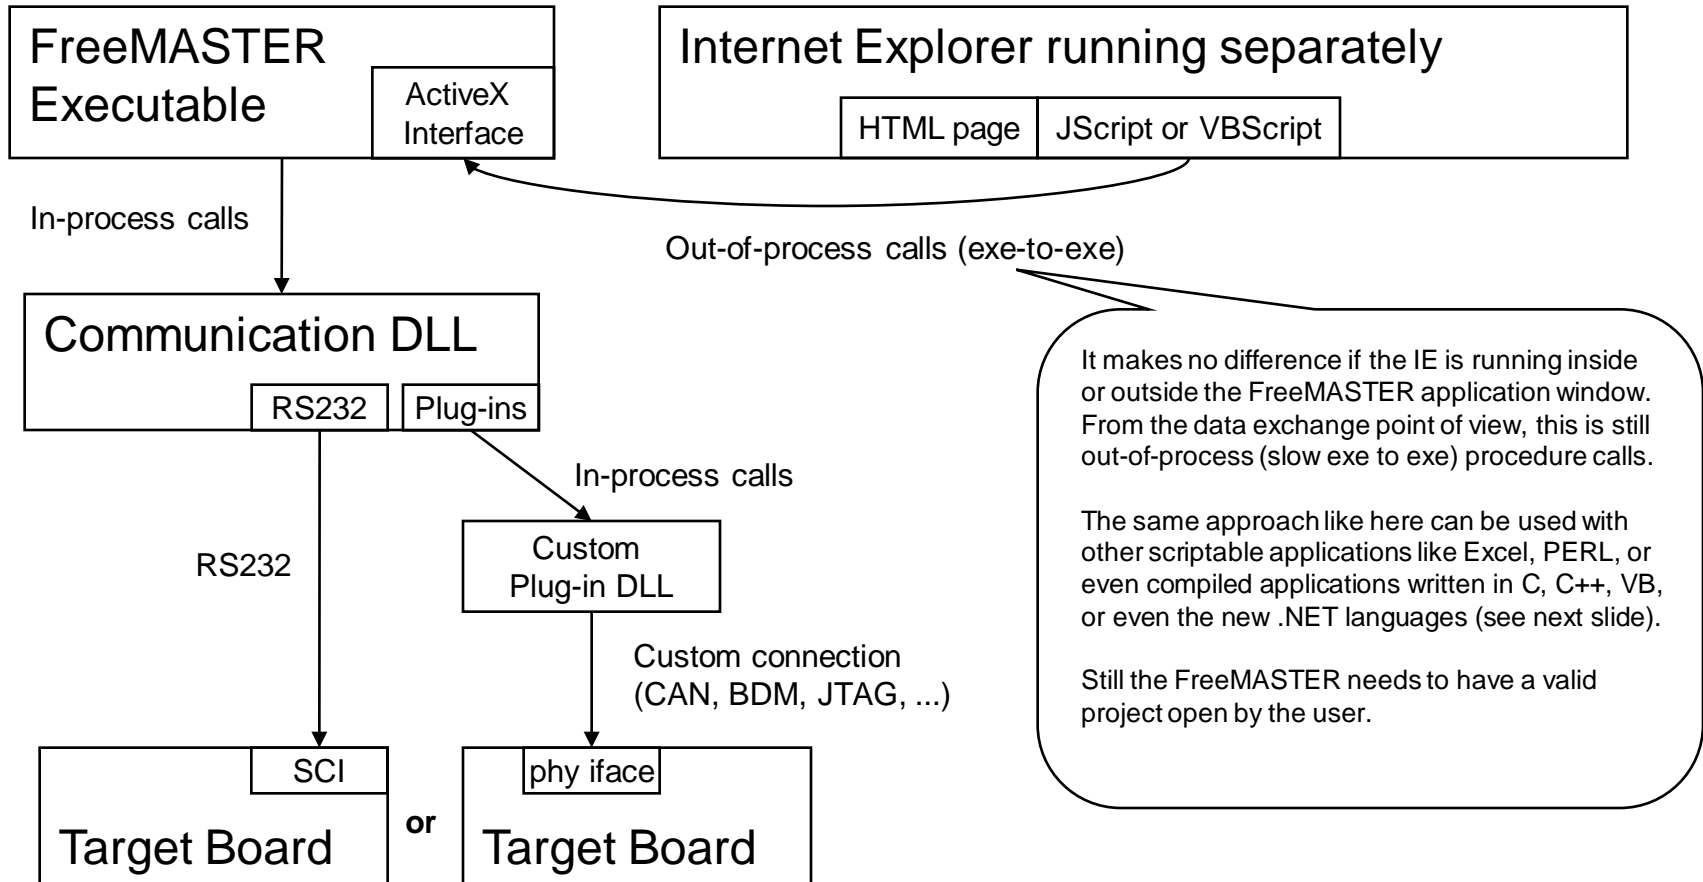 FreeMASTER
Executable
ActiveX
Interface
Internet Explorer running separately
HTML page
JScript or VBScript
In-process calls
Out-of-process calls (exe-to-exe)
Communication DLL
RS232
Plug-ins
It makes no difference if the IE is running inside
or outside the FreeMASTER application window.
From the data exchange point of view, this is still
out-of-process (slow exe to exe) procedure calls.
The same approach like here can be used with
other scriptable applications like Excel, PERL, or
even compiled applications written in C, C++, VB,
or even the new .NET languages (see next slide).
Still the FreeMASTER needs to have a valid
project open by the user.
In-process calls
RS232
Custom
Plug-in DLL
Custom connection
(CAN, BDM, JTAG, ...)
SCI
Target Board
or
phy iface
Target Board